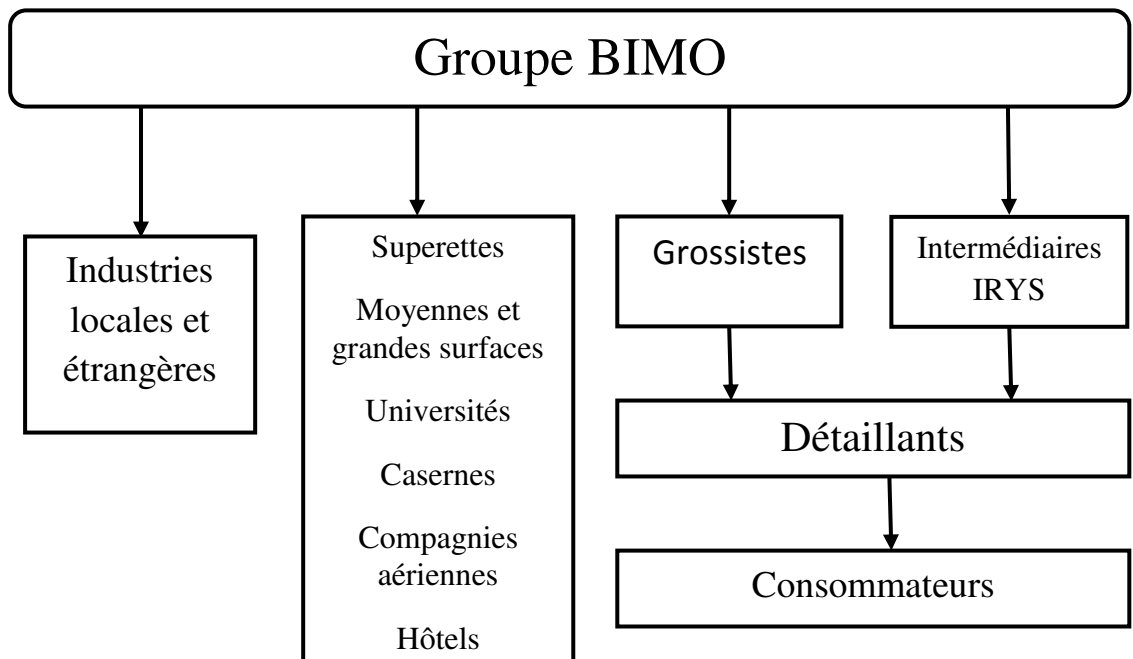 Groupe BIMO
Industries
locales et
étrangères
Superettes
Moyennes et
grandes surfaces
Universités
Casernes
Compagnies
aériennes
Hôtels
Grossistes
Intermédiaires
IRYS
Détaillants
Consommateurs